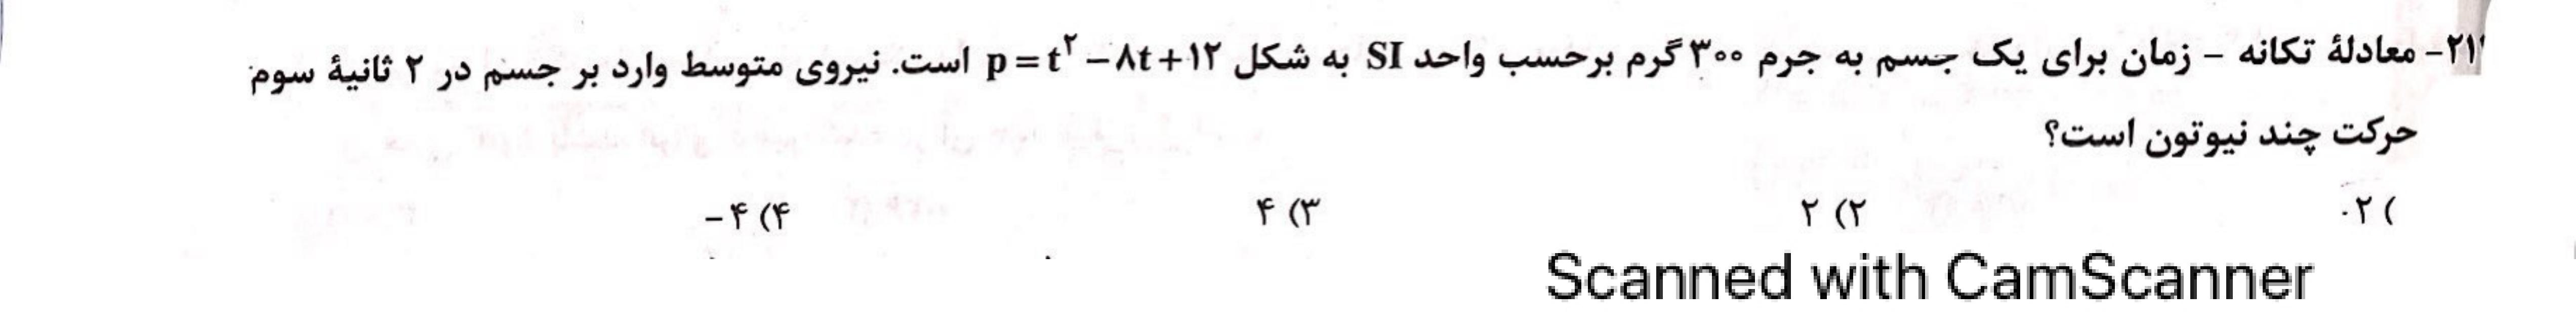 ۲۱- معادلهٔ تکانه - زمان برای یک جسم به جرم ۳۰۰ گرم برحسب واحد SI به شکل p = t^۲ - ۸t + ۱۲ است. نیروی متوسط وارد بر جسم در ۲ ثانیهٔ سوم
حرکت چند نیوتون است؟
) ۲- ۲) ۲ ۳) ۴ ۴) ۴-
Scanned with CamScanner